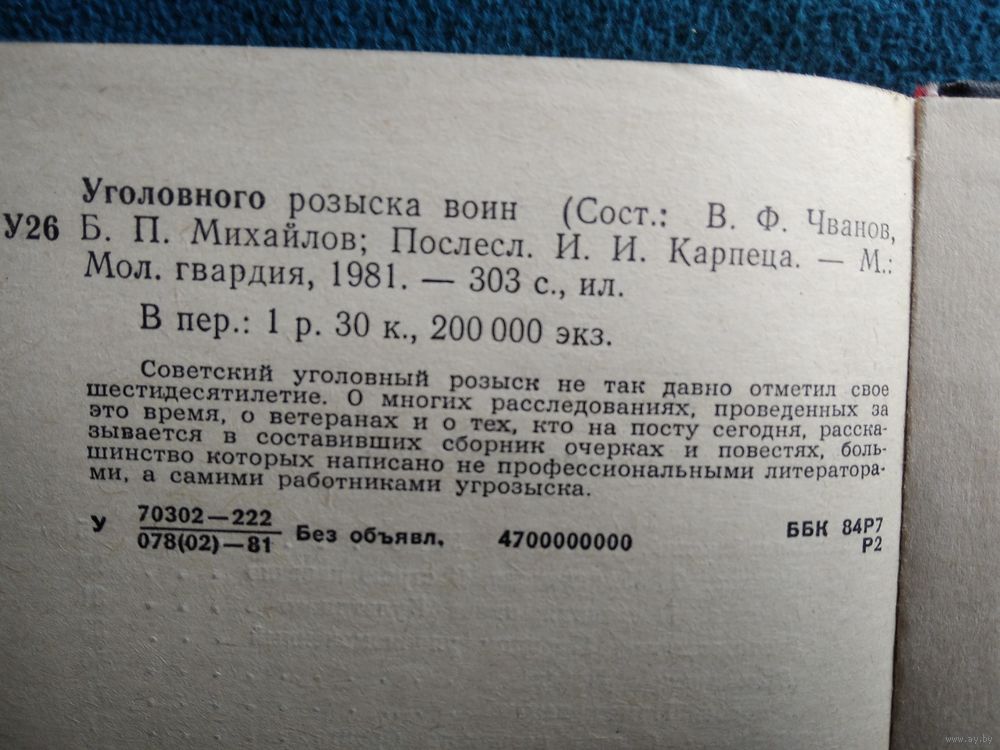 Уголовного розыска воин (Сост.: В. Ф. Чванов,
У26 Б. П. Михайлов; Послесл. И. И. Карпеца. — М.:
Мол. гвардия, 1981. — 303 с., ил.
В пер.: 1 р. 30 к., 200 000 экз.
Советский уголовный розыск не так давно отметил свое
шестидесятилетие. О многих расследованиях, проведенных за
это время, о ветеранах и о тех, кто на посту сегодня, расска-
зывается в составивших сборник очерках и повестях, боль-
шинство которых написано не профессиональными литератора-
ми, а самими работниками угрозыска.
У 70302—222
078(02)—81 Без объявл. 4700000000 ББК 84Р7
Р2
www.ay.by